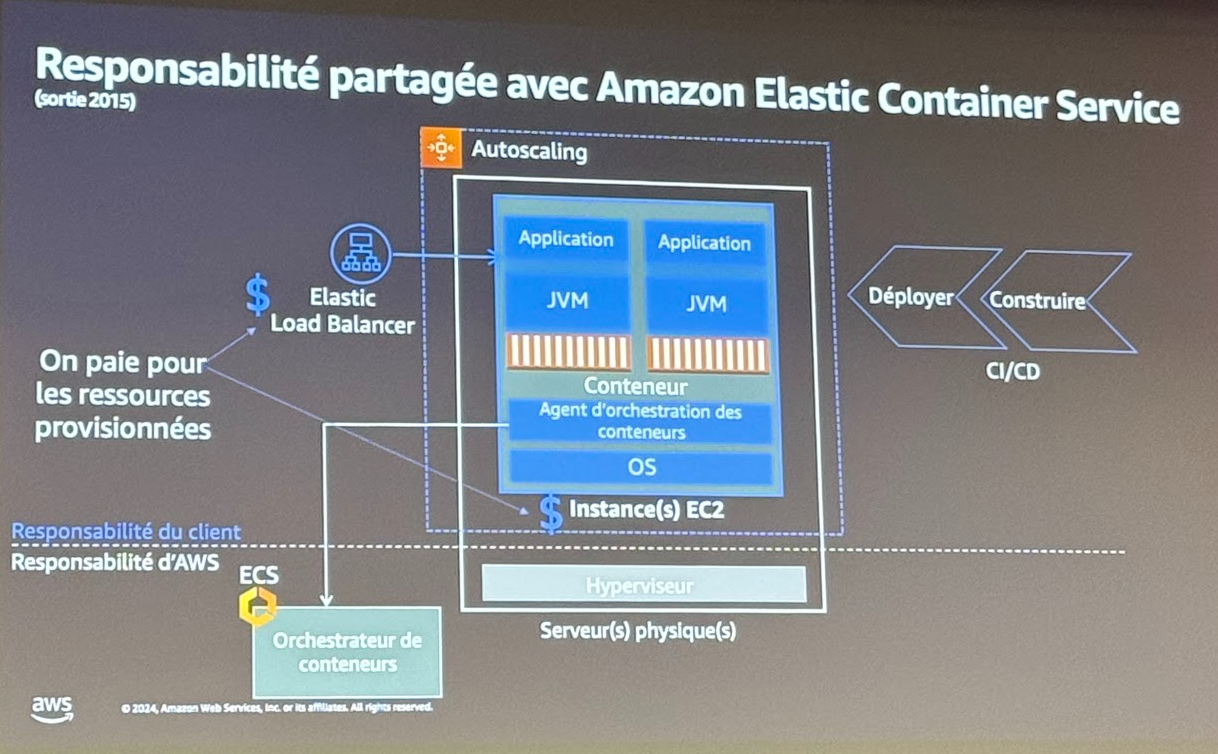 Responsabilité partagée avec Amazon Elastic Container Service
(sortie 2015)
Autoscaling
Application
Application
JVM
JVM
Conteneur
Agent d'orchestration des
conteneurs
OS
$ Instance(s) EC2
$
Elastic
Load Balancer
On paie pour
les ressources
provisionnées
Déployer
Construire
CI/CD
Responsabilité du client
Responsabilité d'AWS
ECS
Orchestrateur de
conteneurs
Hyperviseur
Serveur(s) physique(s)
aws
© 2024, Amazon Web Services, Inc. or its affiliates. All rights reserved.